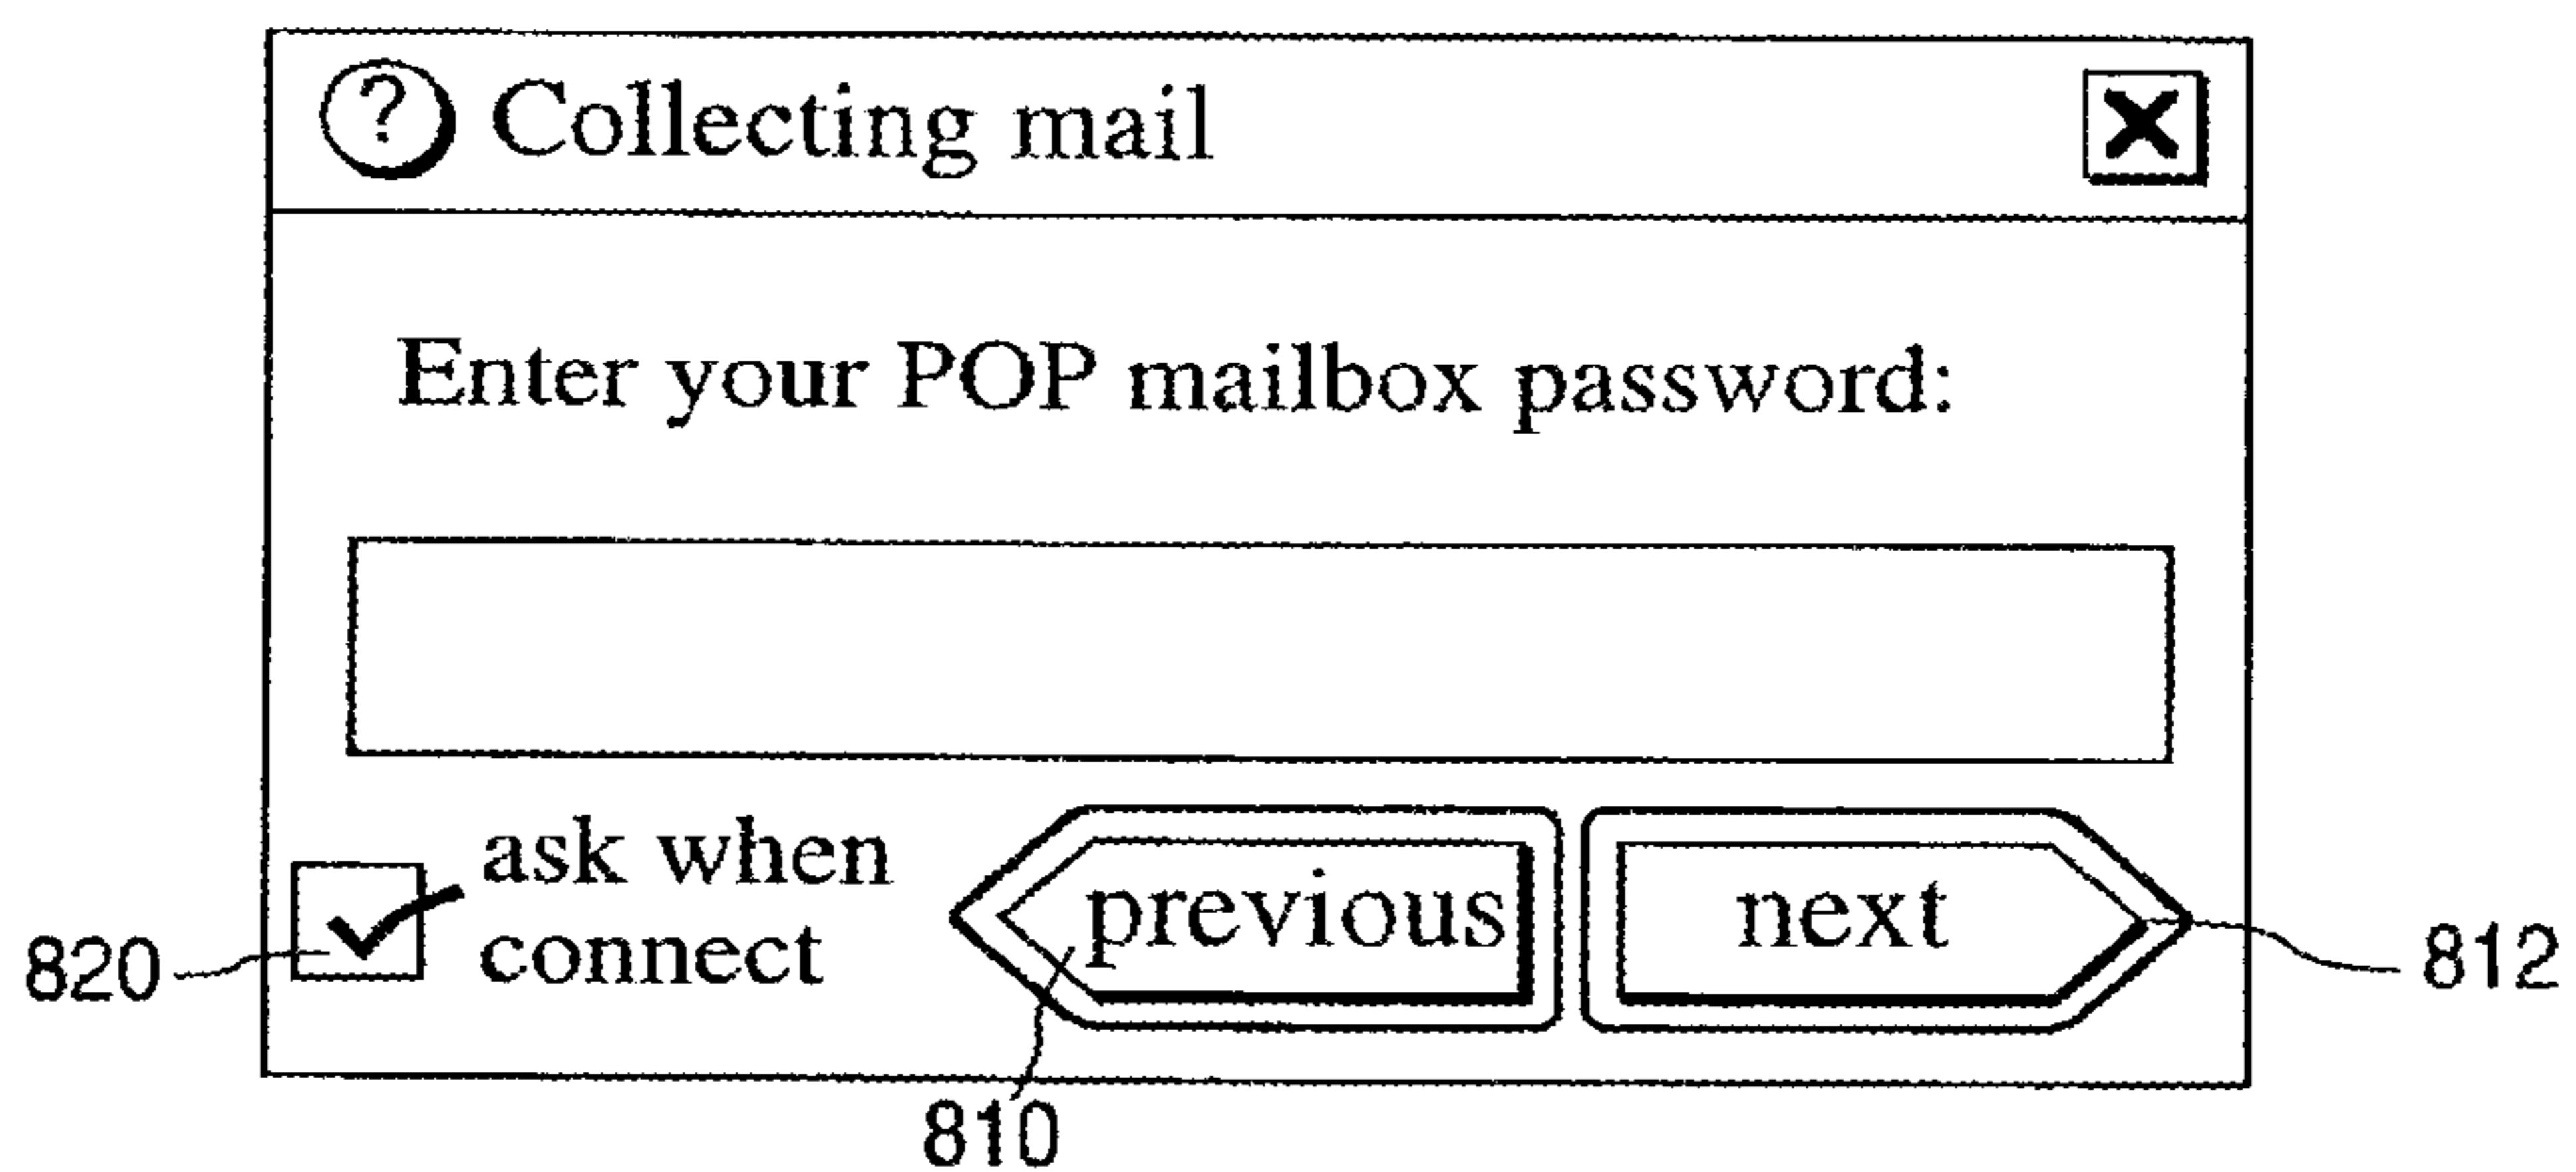 ? Collecting mail
Enter your POP mailbox password:
ask when
connect
previous
next
820
810
812